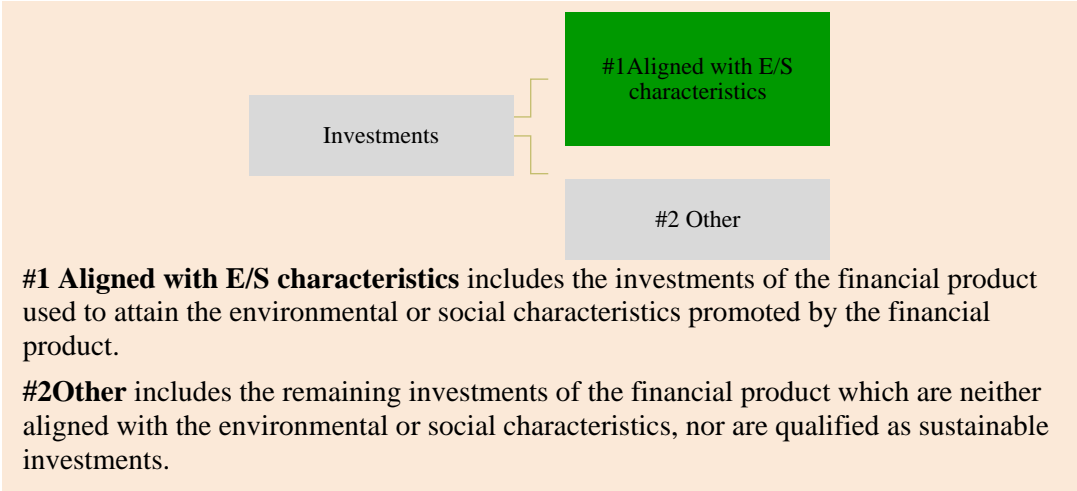 #1Aligned with E/S
characteristics
Investments
#2 Other
#1 Aligned with E/S characteristics includes the investments of the financial product
used to attain the environmental or social characteristics promoted by the financial
product.
#2Other includes the remaining investments of the financial product which are neither
aligned with the environmental or social characteristics, nor are qualified as sustainable
investments.